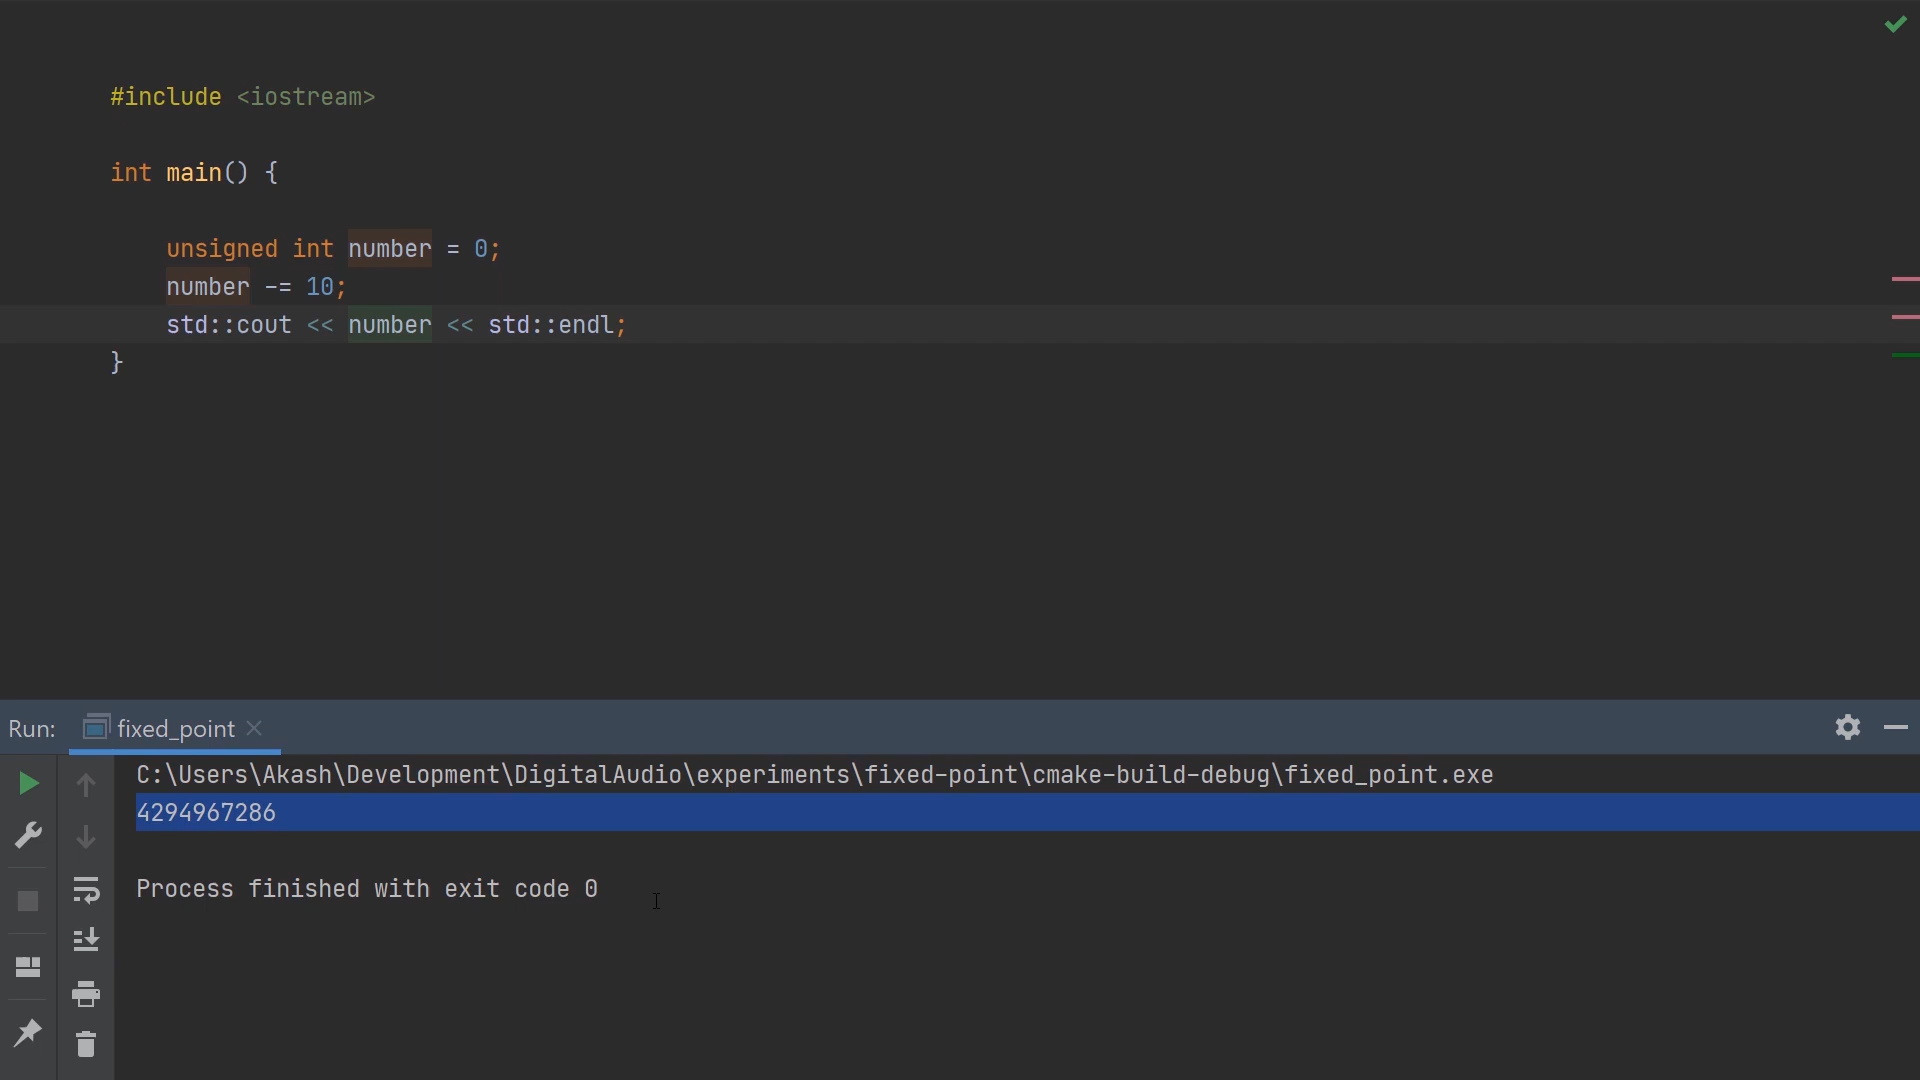 #include <iostream>
int main() {
unsigned int number = 0;
number -= 10;
std::cout << number << std::endl;
}
Run: fixed_point
C:\Users\Akash\Development\DigitalAudio\experiments\fixed-point\cmake-build-debug\fixed_point.exe
4294967286
Process finished with exit code 0